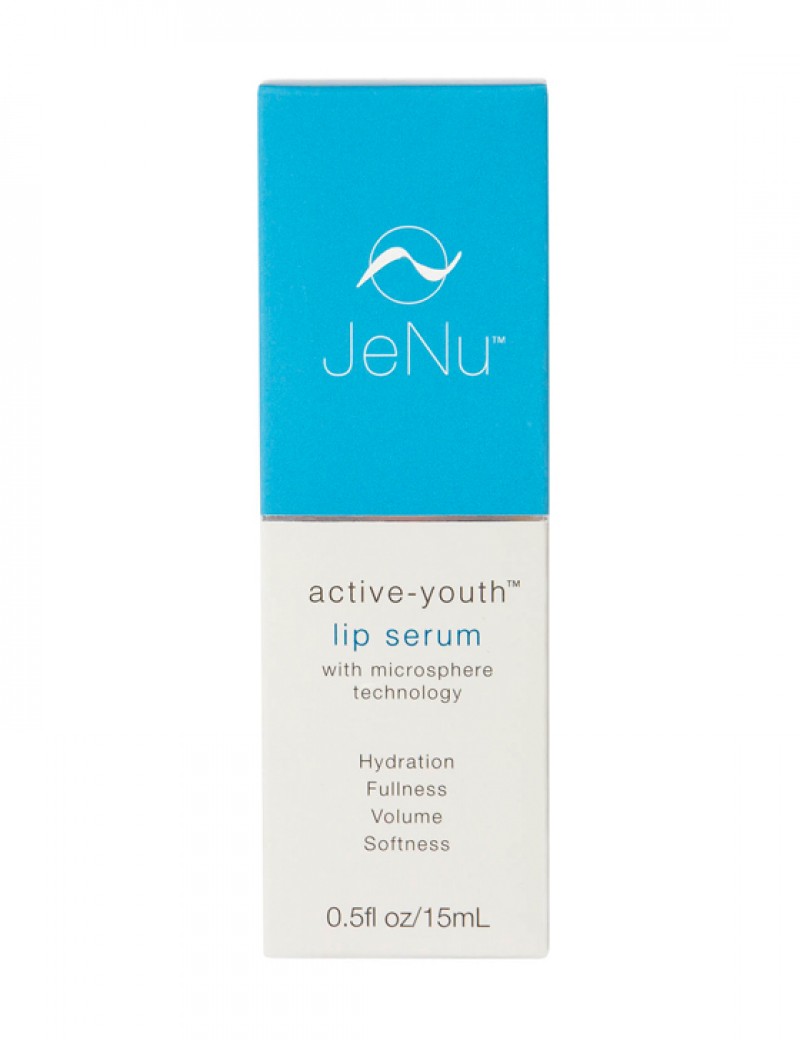 JeNu™
active-youth™
lip serum
with microsphere
technology
Hydration
Fullness
Volume
Softness
0.5fl oz/15mL